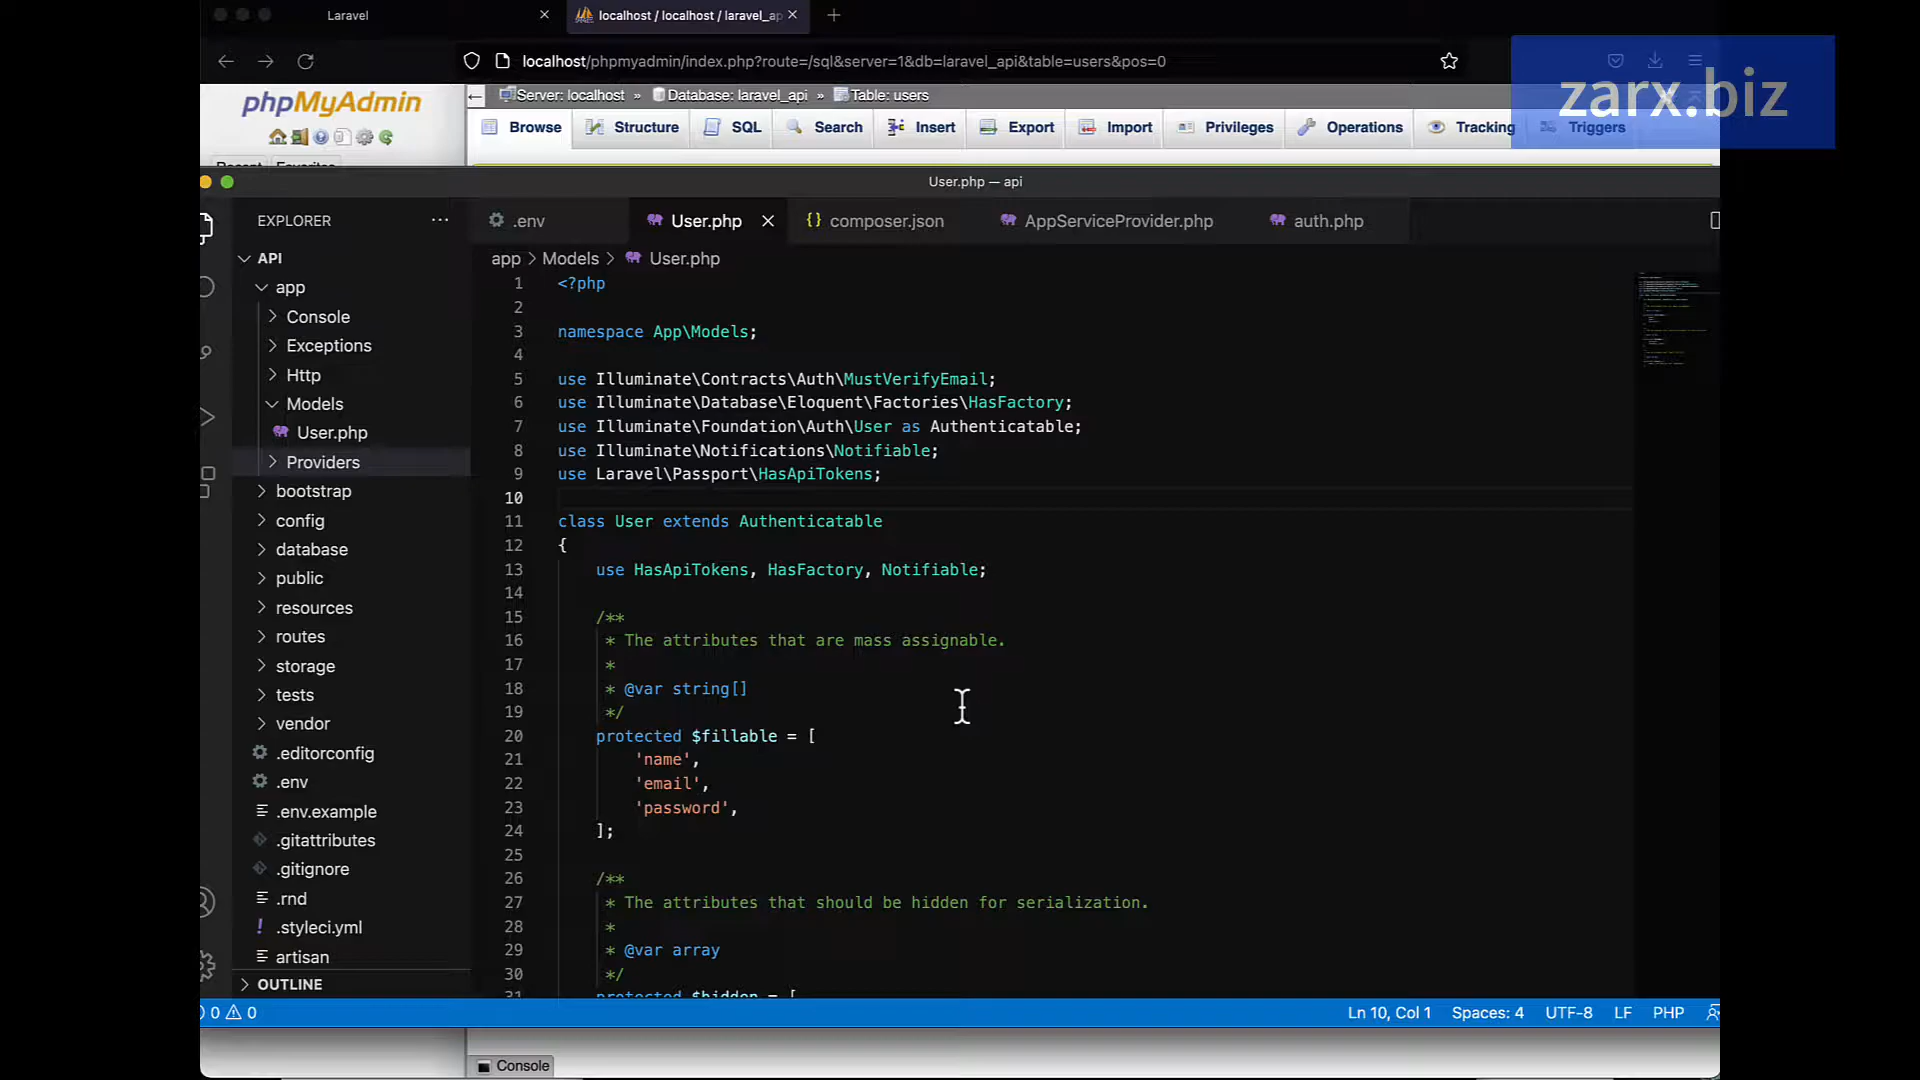 Laravel
localhost / localhost / laravel_ap
localhost/phpmyadmin/index.php?route=/sql&server=1&db=laravel_api&table=users&pos=0
zarx.biz
phpMyAdmin
Server: localhost » Database: laravel_api » Table: users
Browse Structure SQL Search Insert Export Import Privileges Operations Tracking Triggers
Recent Favorites
User.php — api
EXPLORER ...
.env User.php composer.json AppServiceProvider.php auth.php
app > Models > User.php
API
app
Console
Exceptions
Http
Models
User.php
Providers
bootstrap
config
database
public
resources
routes
storage
tests
vendor
.editorconfig
.env
.env.example
.gitattributes
.gitignore
.rnd
.styleci.yml
artisan
OUTLINE
1 <?php
2
3 namespace App\Models;
4
5 use Illuminate\Contracts\Auth\MustVerifyEmail;
6 use Illuminate\Database\Eloquent\Factories\HasFactory;
7 use Illuminate\Foundation\Auth\User as Authenticatable;
8 use Illuminate\Notifications\Notifiable;
9 use Laravel\Passport\HasApiTokens;
10
11 class User extends Authenticatable
12 {
13 use HasApiTokens, HasFactory, Notifiable;
14
15 /**
16 * The attributes that are mass assignable.
17 *
18 * @var string[]
19 */
20 protected $fillable = [
21 'name',
22 'email',
23 'password',
24 ];
25
26 /**
27 * The attributes that should be hidden for serialization.
28 *
29 * @var array
30 */
31 protected $hidden = [
0 0 Ln 10, Col 1 Spaces: 4 UTF-8 LF PHP
Console